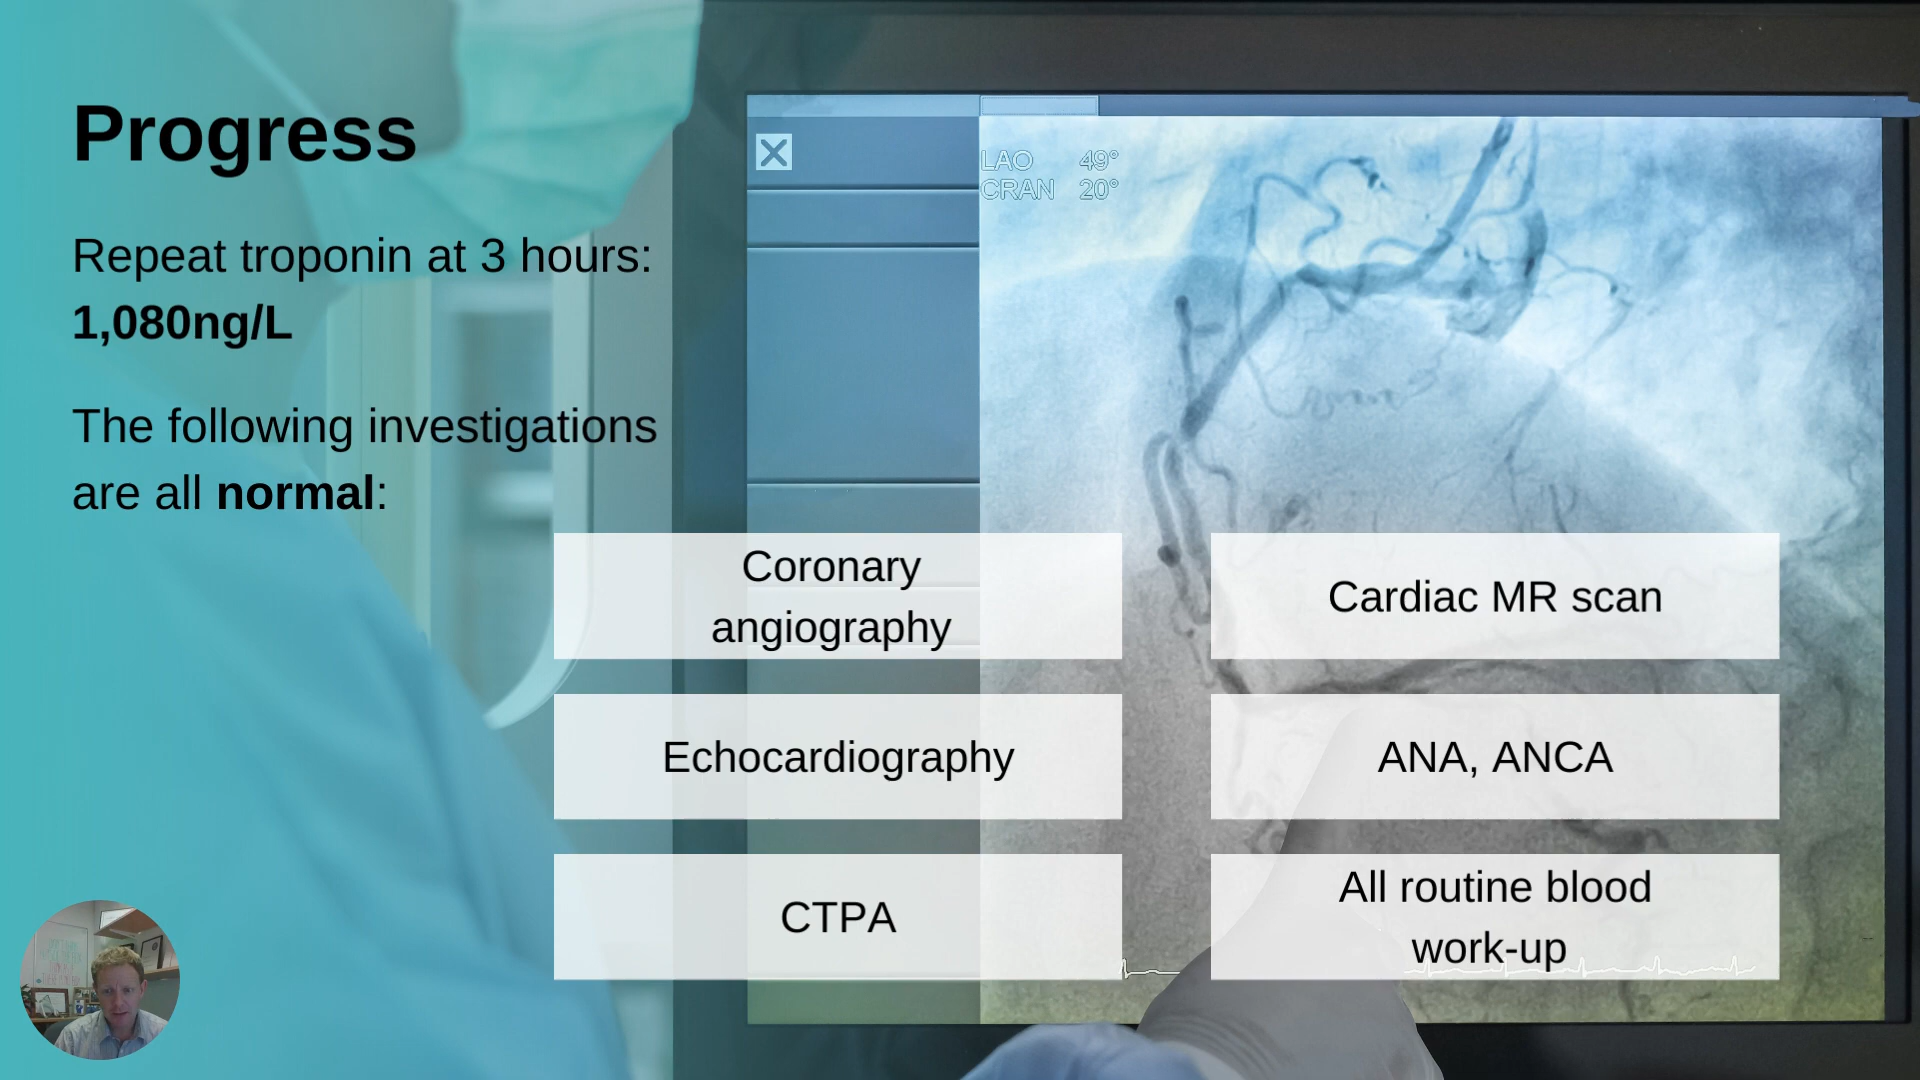 Progress
Repeat troponin at 3 hours:
1,080ng/L
The following investigations
are all normal:
LAO 49°
CRAN 20°
Coronary
angiography
Cardiac MR scan
Echocardiography
ANA, ANCA
CTPA
All routine blood
work-up